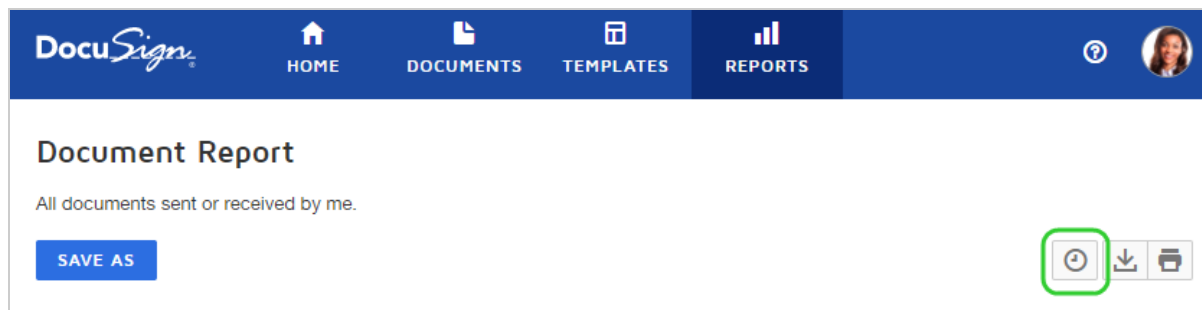 DocuSign
HOME
DOCUMENTS
TEMPLATES
REPORTS
Document Report
All documents sent or received by me.
SAVE AS